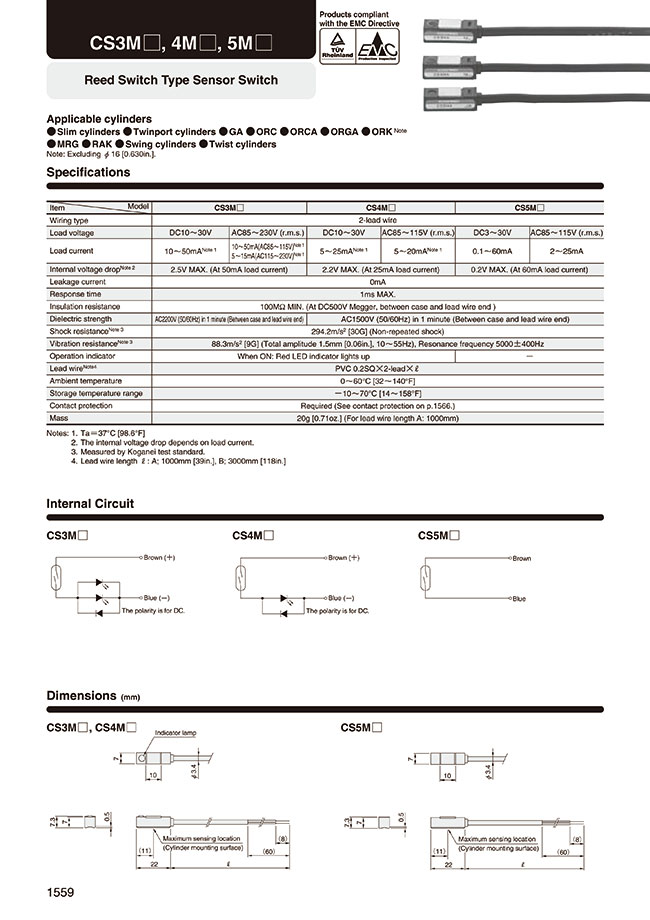 CS3M□, 4M□, 5M□
Products compliant
with the EMC Directive
TÜV
Rheinland
EMC
Production Inspected
Reed Switch Type Sensor Switch
Applicable cylinders
●Slim cylinders ●Twinport cylinders ●GA ●ORC ●ORCA ●ORGA ●ORK Note
●MRG ●RAK ●Swing cylinders ●Twist cylinders
Note: Excluding φ16 [0.630in.].
Specifications
Item Model CS3M□ CS4M□ CS5M□
Wiring type 2-lead wire
Load voltage DC10～30V AC85～230V (r.m.s.) DC10～30V AC85～115V (r.m.s.) DC3～30V AC85～115V (r.m.s.)
Load current 10～50mA Note 1 10～50mA(AC85～115V) Note 1 5～15mA(AC115～230V) Note 1 5～25mA Note 1 5～20mA Note 1 0.1～60mA 2～25mA
Internal voltage drop Note 2 2.5V MAX. (At 50mA load current) 2.2V MAX. (At 25mA load current) 0.2V MAX. (At 60mA load current)
Leakage current 0mA
Response time 1ms MAX.
Insulation resistance 100MΩ MIN. (At DC500V Megger, between case and lead wire end )
Dielectric strength AC2200V (50/60Hz) in 1 minute (Between case and lead wire end) AC1500V (50/60Hz) in 1 minute (Between case and lead wire end)
Shock resistance Note 3 294.2m/s² [30G] (Non-repeated shock)
Vibration resistance Note 3 88.3m/s² [9G] (Total amplitude 1.5mm [0.06in.], 10～55Hz), Resonance frequency 5000±400Hz
Operation indicator When ON: Red LED indicator lights up —
Lead wire Note4 PVC 0.2SQ×2-lead×ℓ
Ambient temperature 0～60°C [32～140°F]
Storage temperature range −10～70°C [14～158°F]
Contact protection Required (See contact protection on p.1566.)
Mass 20g [0.71oz.] (For lead wire length A: 1000mm)
Notes: 1. Ta＝37°C [98.6°F]
2. The internal voltage drop depends on load current.
3. Measured by Koganei test standard.
4. Lead wire length ℓ : A; 1000mm [39in.], B; 3000mm [118in.]
Internal Circuit
CS3M□ CS4M□ CS5M□
Brown (＋) Brown (＋) Brown
Blue (−) Blue (−) Blue
The polarity is for DC. The polarity is for DC.
Dimensions (mm)
CS3M□, CS4M□ CS5M□
Indicator lamp
7 10 φ3.4 7 10 φ3.4
7.3 7 0.5 7.3 7 0.5
Maximum sensing location (8) Maximum sensing location (8)
(11) (Cylinder mounting surface) (60) (11) (Cylinder mounting surface) (60)
22 ℓ 22 ℓ
1559